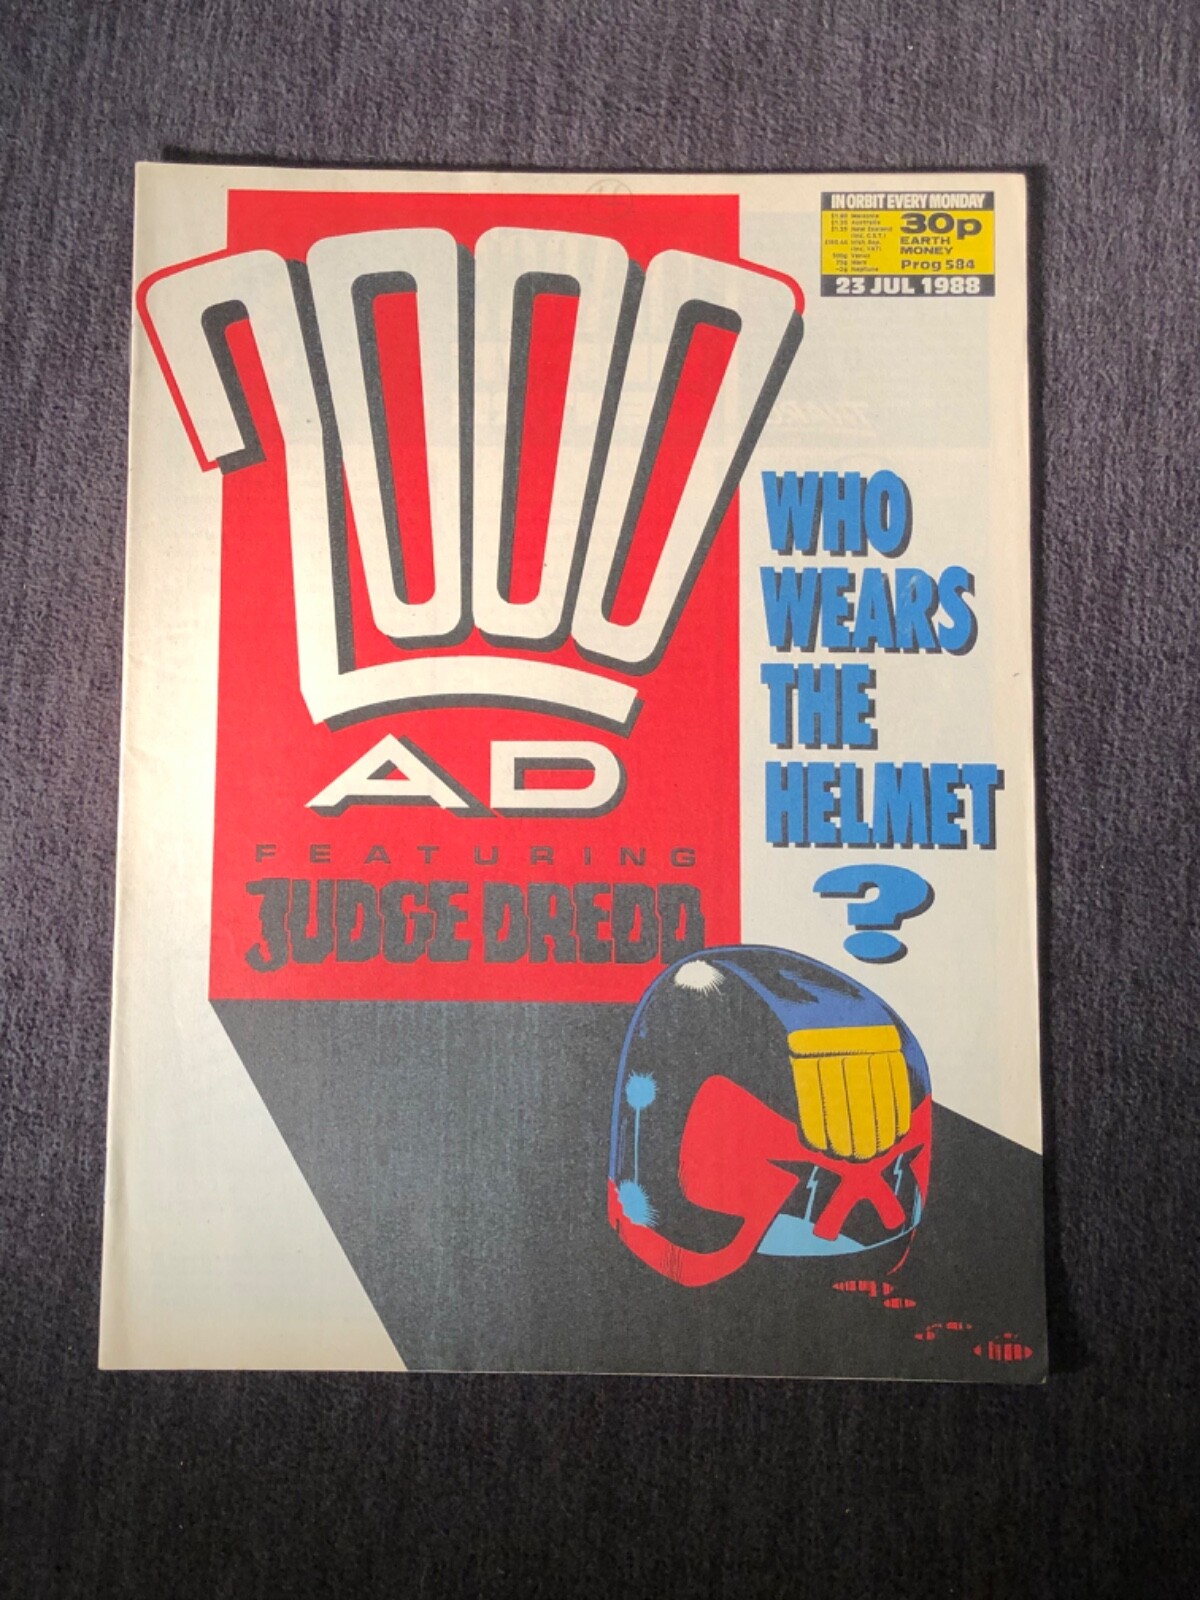 IN ORBIT EVERY MONDAY
30p
EARTH
MONEY
Prog 584
23 JUL 1988
2000
AD
FEATURING
JUDGE DREDD
WHO
WEARS
THE
HELMET
?